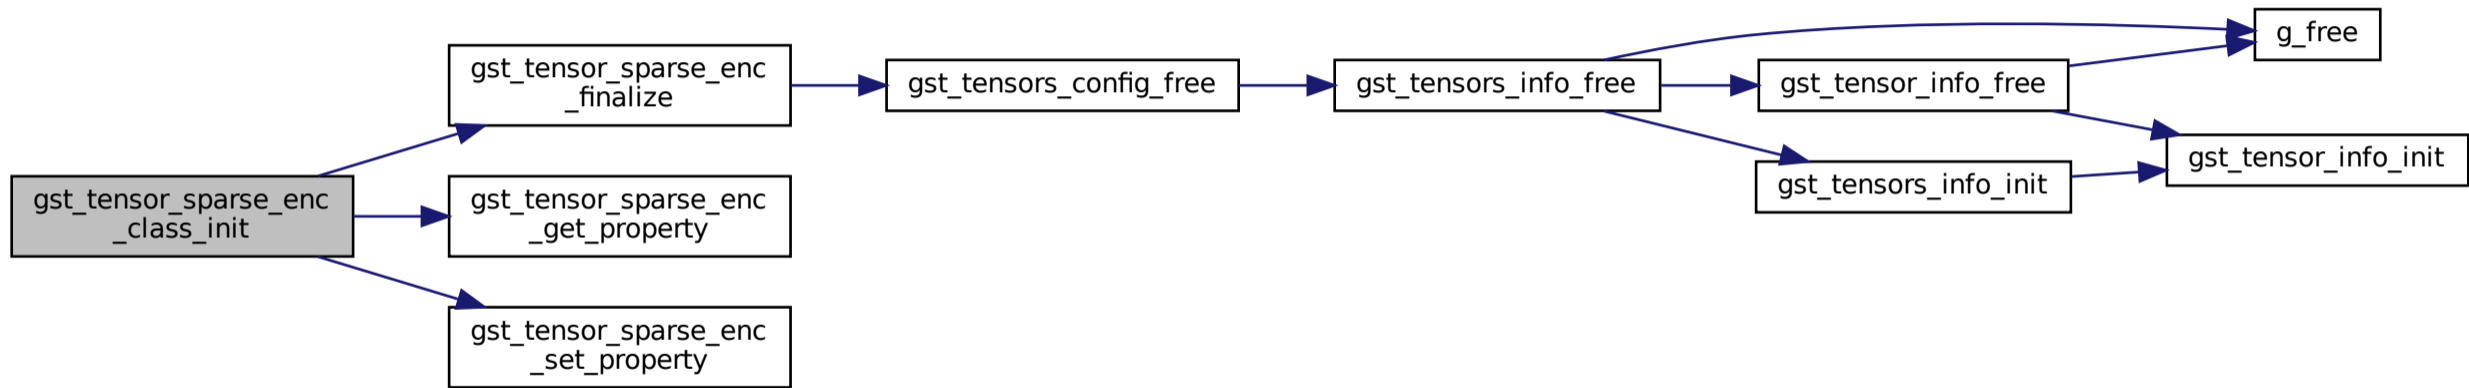 gst_tensor_sparse_enc
_class_init
gst_tensor_sparse_enc
_finalize
gst_tensor_sparse_enc
_get_property
gst_tensor_sparse_enc
_set_property
gst_tensors_config_free
gst_tensors_info_free
gst_tensor_info_free
gst_tensors_info_init
g_free
gst_tensor_info_init